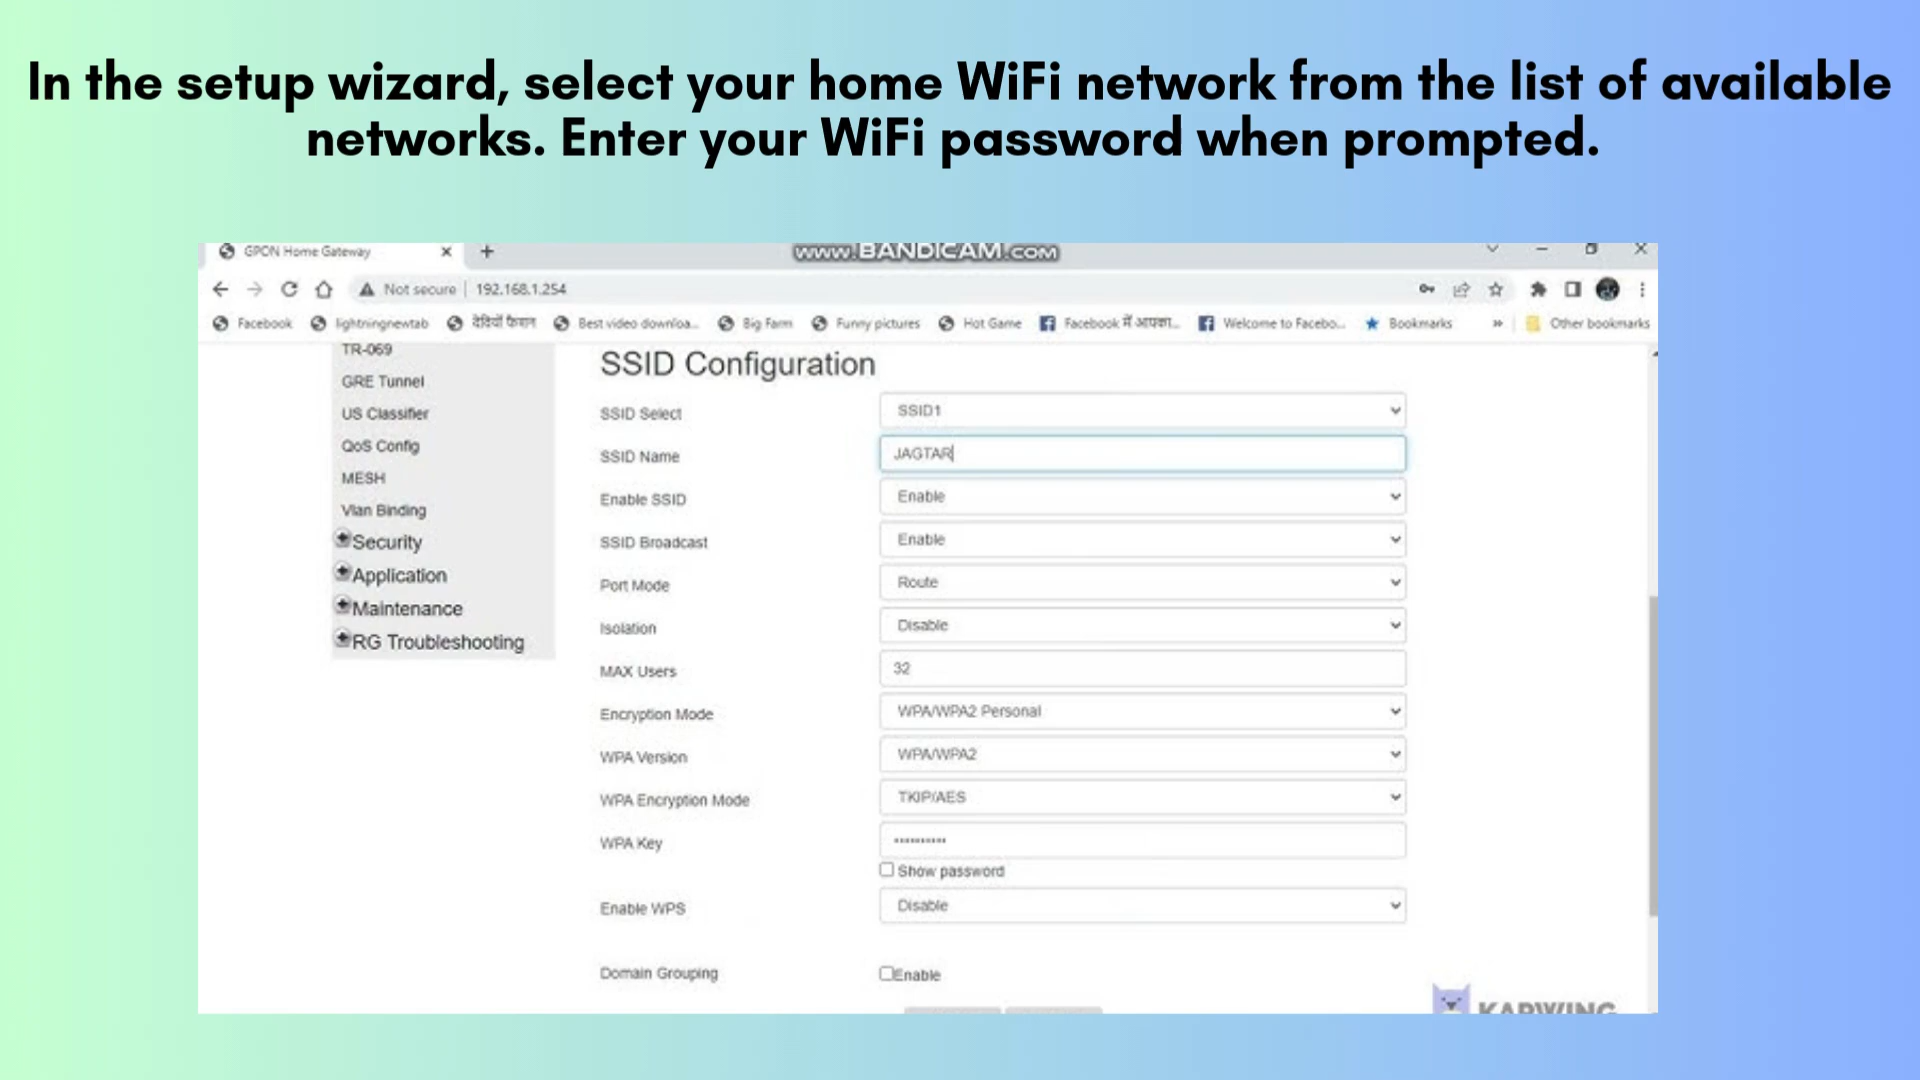 In the setup wizard, select your home WiFi network from the list of available
networks. Enter your WiFi password when prompted.
GPON Home Gateway
www.BANDICAM.com
Not secure 192.168.1.254
Facebook lightningnewtab Best video downloa... Big Farm Funny pictures Hot Game Facebook में आपका... Welcome to Facebo... Bookmarks » Other bookmarks
TR-069
GRE Tunnel
US Classifier
QoS Config
MESH
Vlan Binding
Security
Application
Maintenance
RG Troubleshooting
SSID Configuration
SSID Select SSID1
SSID Name JAGTAR
Enable SSID Enable
SSID Broadcast Enable
Port Mode Route
Isolation Disable
MAX Users 32
Encryption Mode WPA/WPA2 Personal
WPA Version WPA/WPA2
WPA Encryption Mode TKIP/AES
WPA Key ••••••••••
Show password
Enable WPS Disable
Domain Grouping Enable
KAPWING